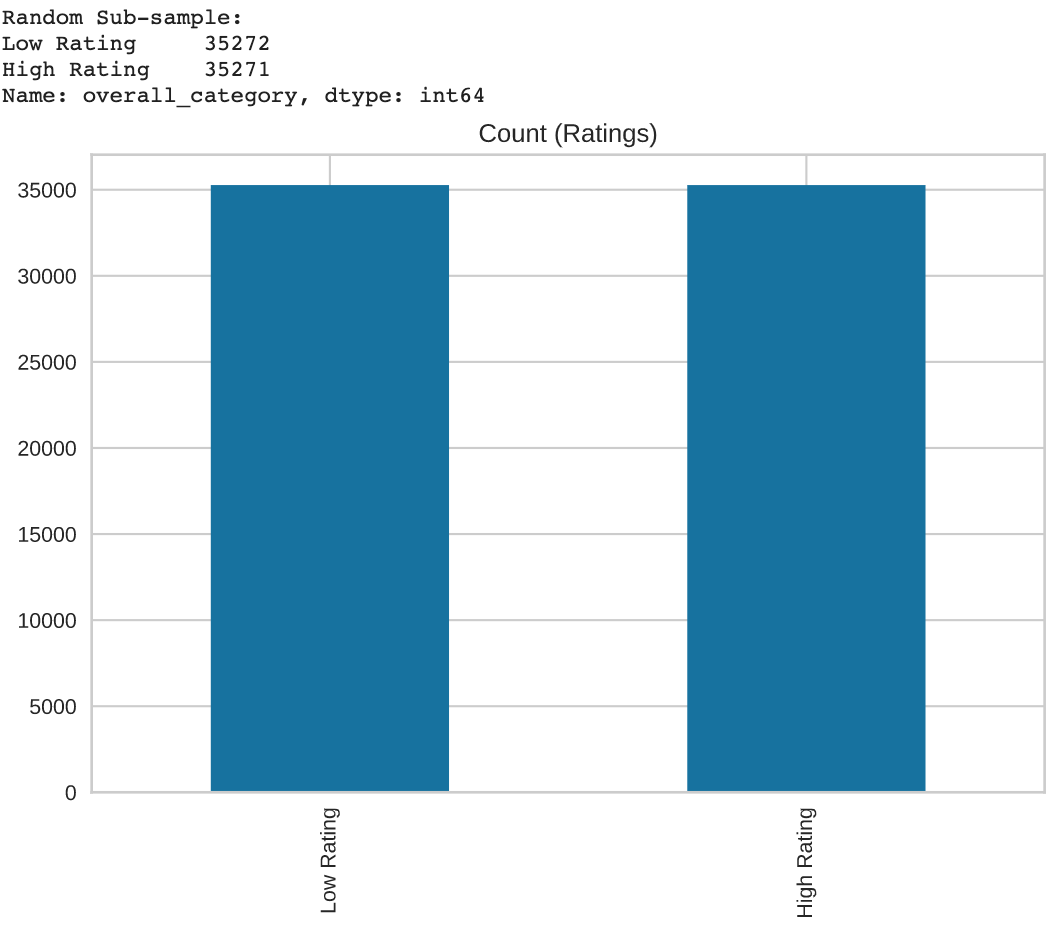 Random Sub-sample:
Low Rating     35272
High Rating    35271
Name: overall_category, dtype: int64
Count (Ratings)
35000
30000
25000
20000
15000
10000
5000
0
Low Rating
High Rating